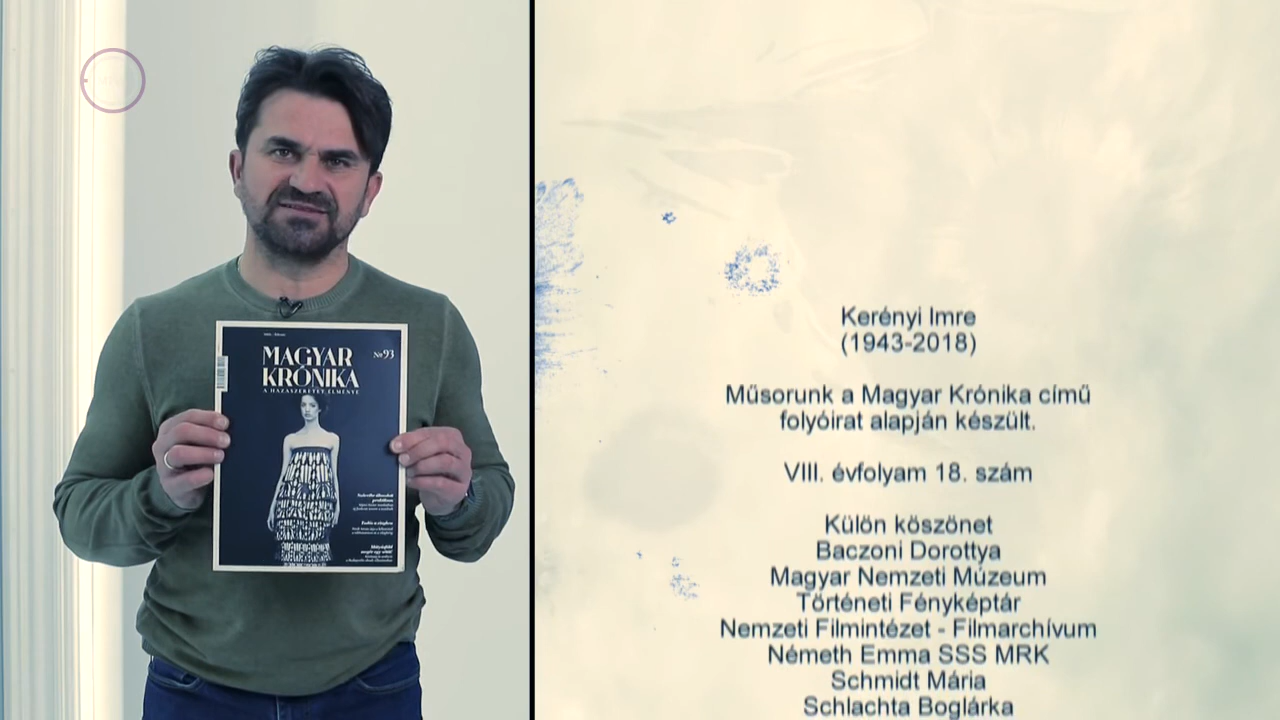 MAGYAR
KRÓNIKA
№93
A HAZASZERETET ÉLMÉNYE
Kerényi Imre
(1943-2018)
Műsorunk a Magyar Krónika című
folyóirat alapján készült.
VIII. évfolyam 18. szám
Külön köszönet
Baczoni Dorottya
Magyar Nemzeti Múzeum
Történeti Fényképtár
Nemzeti Filmintézet - Filmarchívum
Németh Emma SSS MRK
Schmidt Mária
Schlachta Boglárka